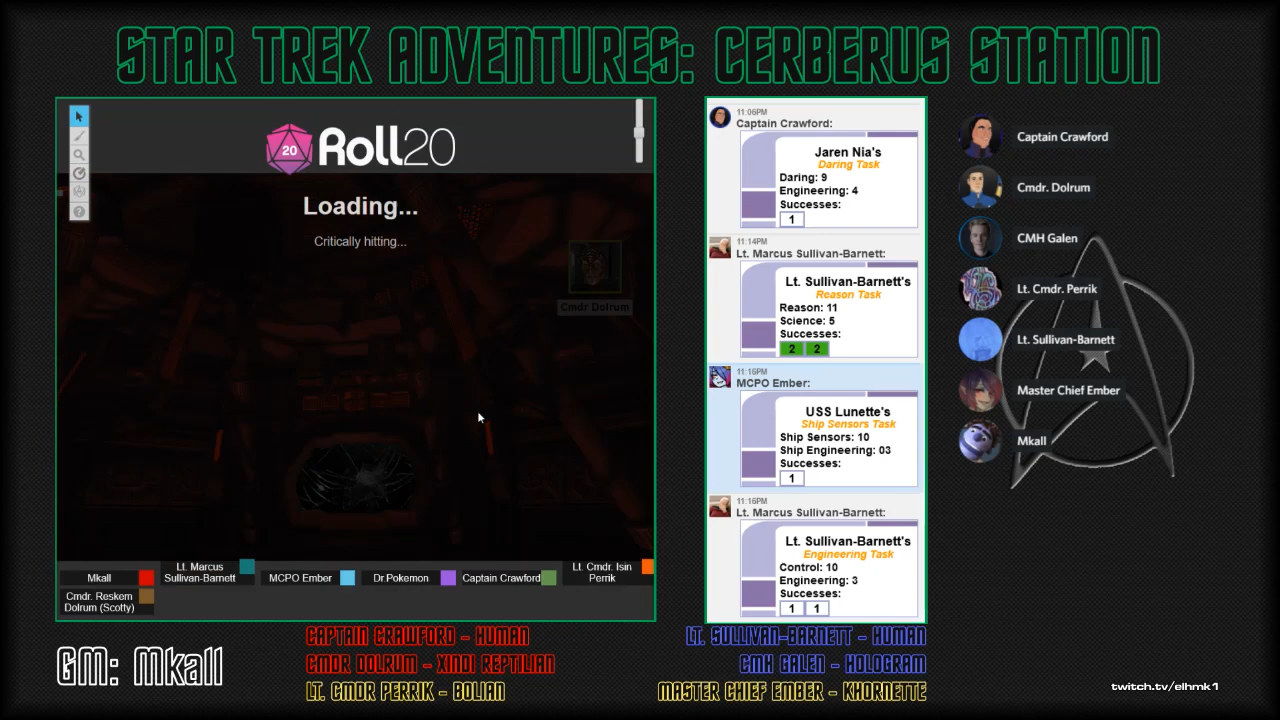 STAR TREK ADVENTURES: CERBERUS STATION
20 Roll20
Loading...
Critically hitting...
Cmdr Dolrum
Mkall
Lt. Marcus
Sullivan-Barnett
MCPO Ember
Dr.Pokemon
Captain Crawford
Lt. Cmdr. Isin
Perrik
Cmdr. Reskem
Dolrum (Scotty)
11:06PM
Captain Crawford:
Jaren Nia's
Daring Task
Daring: 9
Engineering: 4
Successes:
1
11:14PM
Lt. Marcus Sullivan-Barnett:
Lt. Sullivan-Barnett's
Reason Task
Reason: 11
Science: 5
Successes:
2 2
11:16PM
MCPO Ember:
USS Lunette's
Ship Sensors Task
Ship Sensors: 10
Ship Engineering: 03
Successes:
1
11:16PM
Lt. Marcus Sullivan-Barnett:
Lt. Sullivan-Barnett's
Engineering Task
Control: 10
Engineering: 3
Successes:
1 1
Captain Crawford
Cmdr. Dolrum
CMH Galen
Lt. Cmdr. Perrik
Lt. Sullivan-Barnett
Master Chief Ember
Mkall
GM: Mkall
CAPTAIN CRAWFORD - HUMAN
CMDR DOLRUM - XINDI REPTILIAN
LT. CMDR PERRIK - BOLIAN
LT. SULLIVAN-BARNETT - HUMAN
CMH GALEN - HOLOGRAM
MASTER CHIEF EMBER - KHORNETTE
twitch.tv/elhmk1